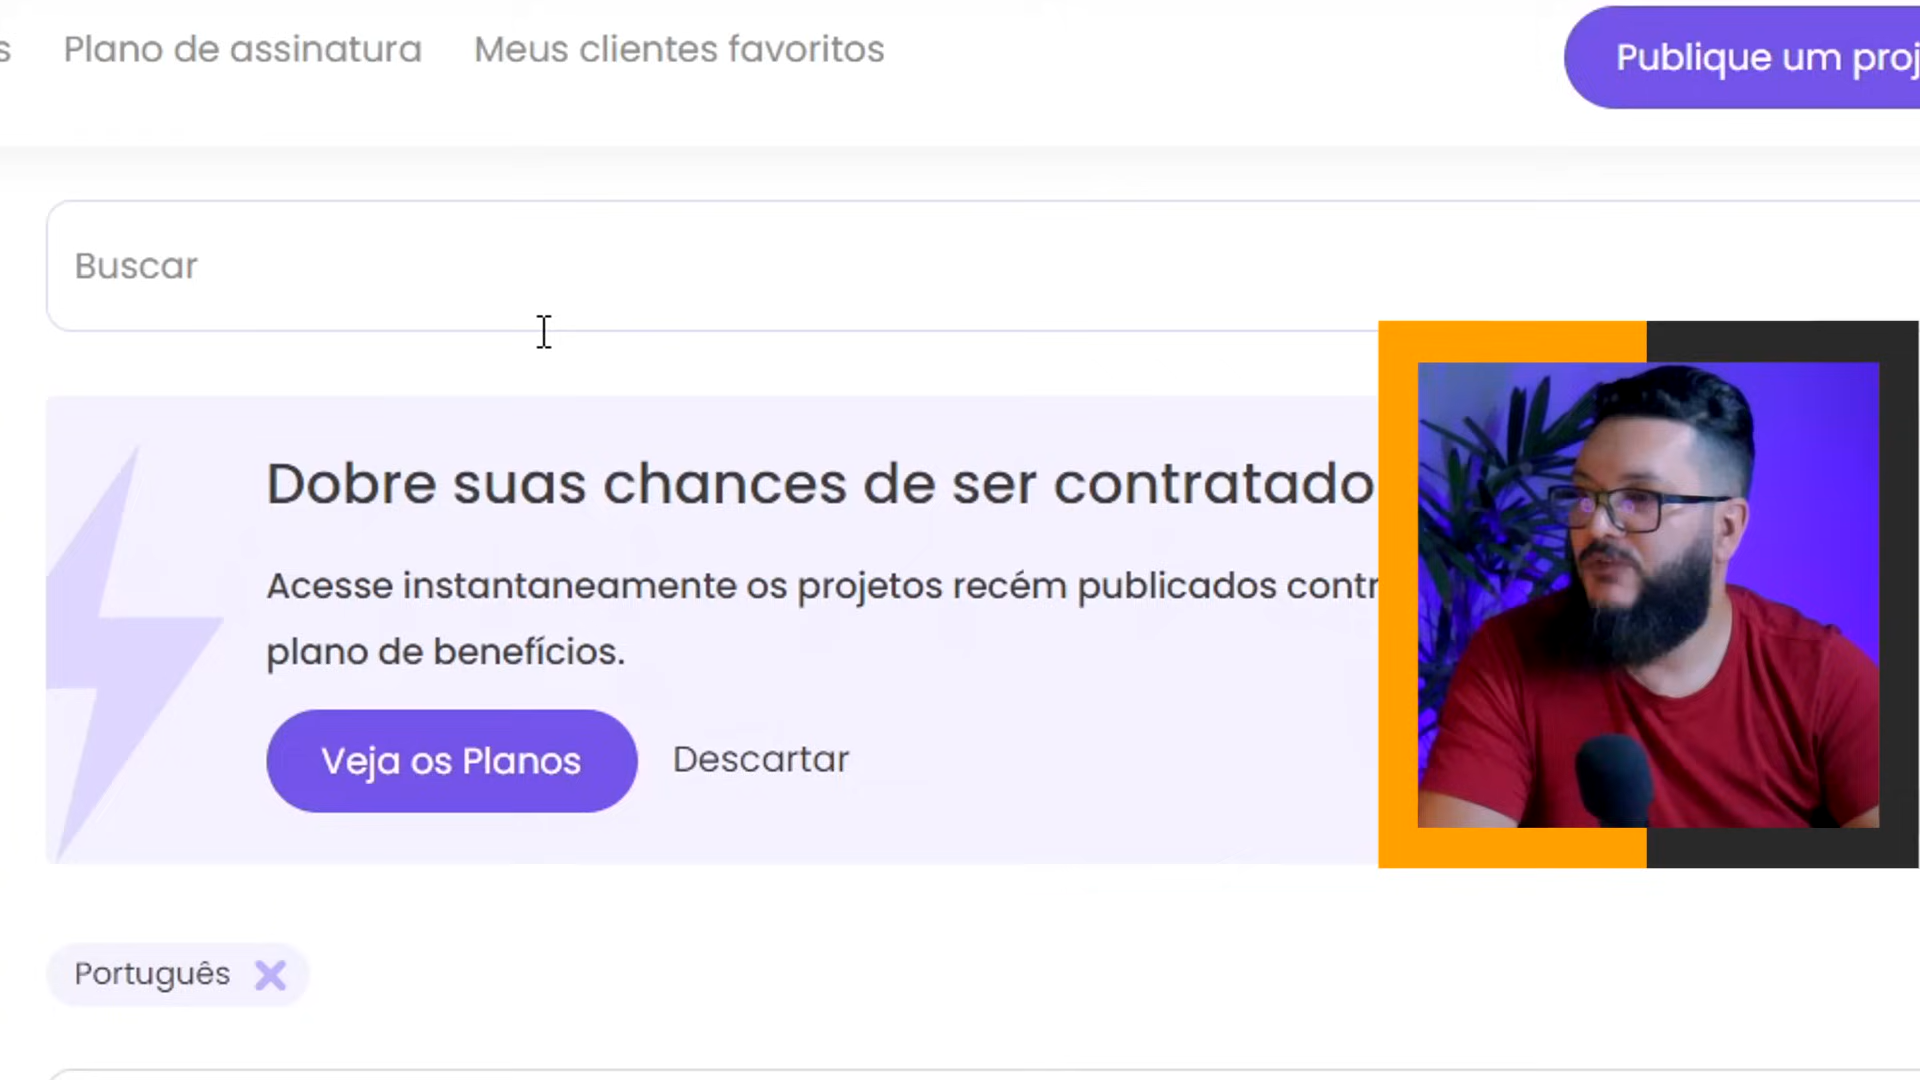 s Plano de assinatura Meus clientes favoritos Publique um proj
Buscar
Dobre suas chances de ser contratado
Acesse instantaneamente os projetos recém publicados contr
plano de benefícios.
Veja os Planos Descartar
Português